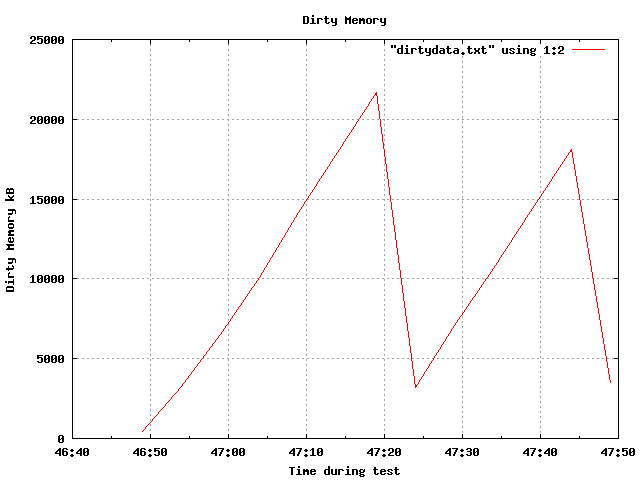 Dirty Memory
"dirtydata.txt" using 1:2
Dirty Memory kB
25000
20000
15000
10000
5000
0
46:40 46:50 47:00 47:10 47:20 47:30 47:40 47:50
Time during test